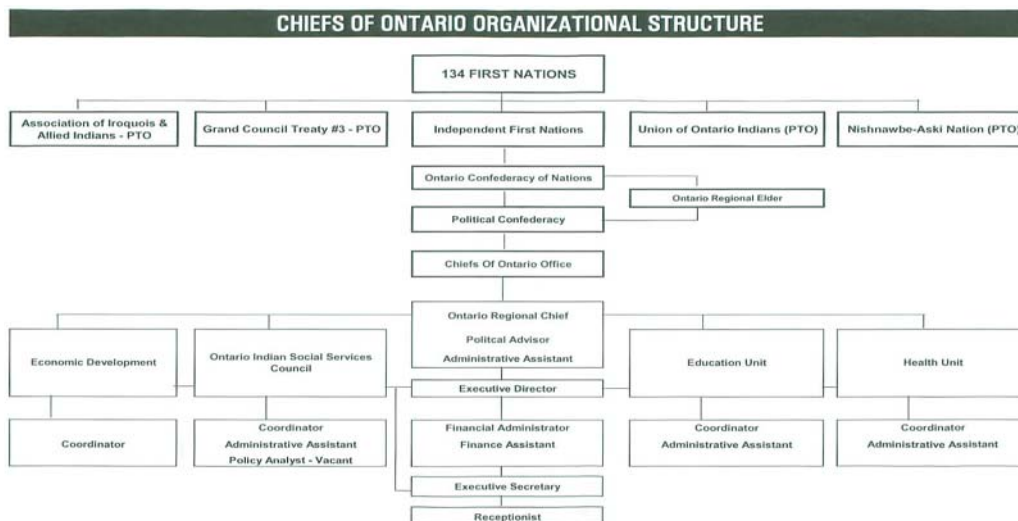 CHIEFS OF ONTARIO ORGANIZATIONAL STRUCTURE
134 FIRST NATIONS
Association of Iroquois &
Allied Indians - PTO
Grand Council Treaty #3 - PTO
Independent First Nations
Union of Ontario Indians (PTO)
Nishnawbe-Aski Nation (PTO)
Ontario Confederacy of Nations
Ontario Regional Elder
Political Confederacy
Chiefs Of Ontario Office
Ontario Regional Chief
Politcal Advisor
Administrative Assistant
Economic Development
Ontario Indian Social Services
Council
Education Unit
Health Unit
Executive Director
Coordinator
Coordinator
Administrative Assistant
Policy Analyst - Vacant
Financial Administrator
Finance Assistant
Coordinator
Administrative Assistant
Coordinator
Administrative Assistant
Executive Secretary
Receptionist